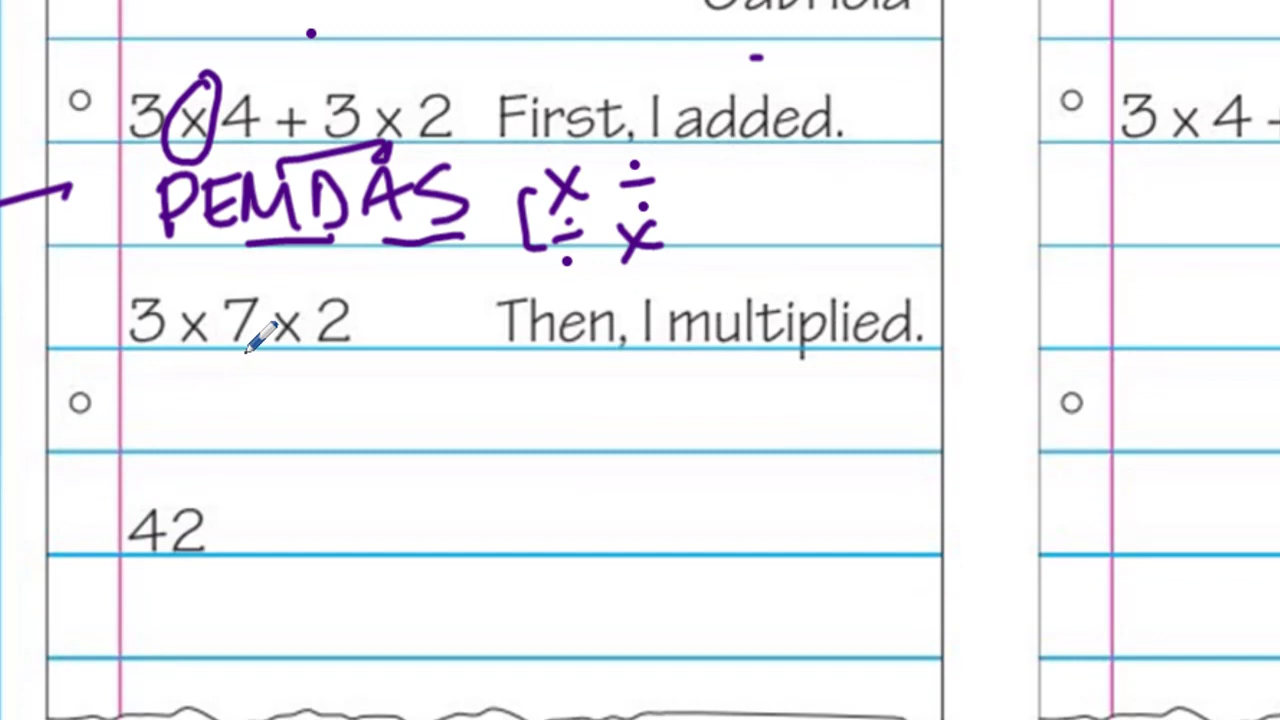 3 x 4 + 3 x 2 First, I added.
3 x 4
PEMDAS [ x ÷
÷ x
3 x 7 x 2 Then, I multiplied.
42